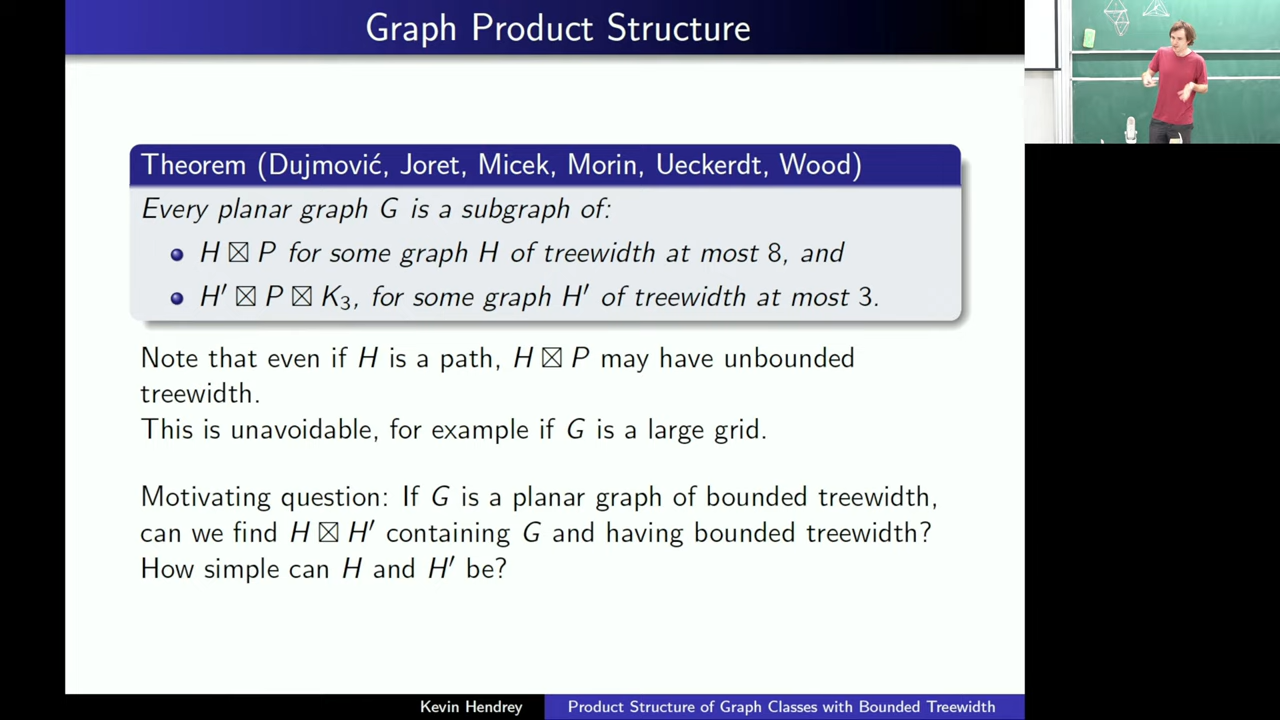 Graph Product Structure
Theorem (Dujmović, Joret, Micek, Morin, Ueckerdt, Wood)
Every planar graph G is a subgraph of:
H ⊠ P for some graph H of treewidth at most 8, and
H′ ⊠ P ⊠ K₃, for some graph H′ of treewidth at most 3.
Note that even if H is a path, H ⊠ P may have unbounded
treewidth.
This is unavoidable, for example if G is a large grid.
Motivating question: If G is a planar graph of bounded treewidth,
can we find H ⊠ H′ containing G and having bounded treewidth?
How simple can H and H′ be?
Kevin Hendrey
Product Structure of Graph Classes with Bounded Treewidth